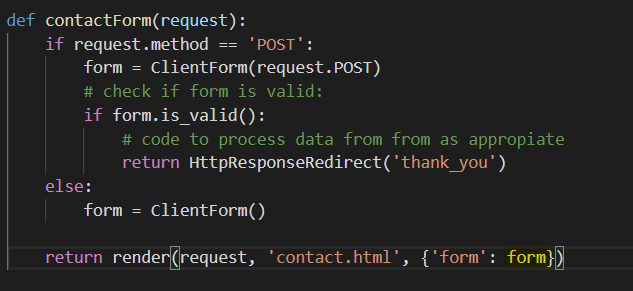 def contactForm(request):
    if request.method == 'POST':
        form = ClientForm(request.POST)
        # check if form is valid:
        if form.is_valid():
            # code to process data from from as appropiate
            return HttpResponseRedirect('thank_you')
    else:
        form = ClientForm()
    return render(request, 'contact.html', {'form': form})